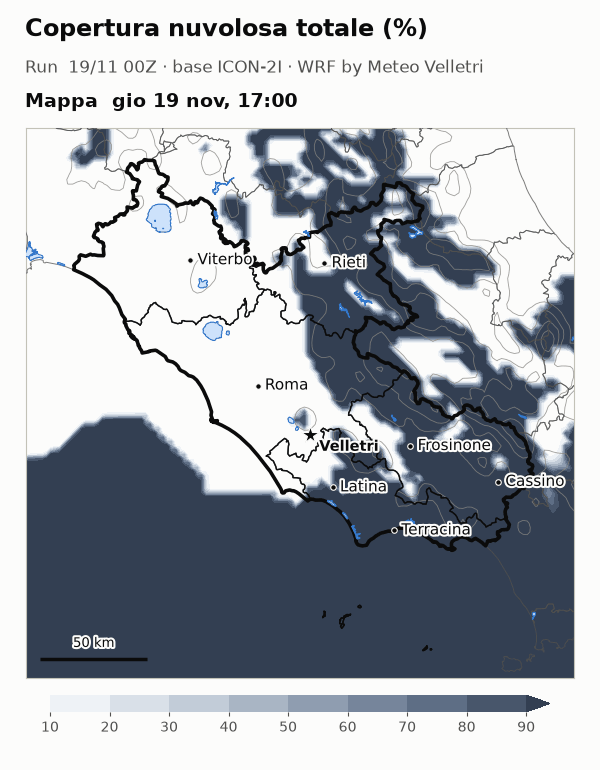 Copertura nuvolosa totale (%)
Run  19/11 00Z · base ICON-2I · WRF by Meteo Velletri
Mappa  gio 19 nov, 17:00
Viterbo
Rieti
Roma
Velletri
Frosinone
Latina
Cassino
Terracina
50 km
10 20 30 40 50 60 70 80 90